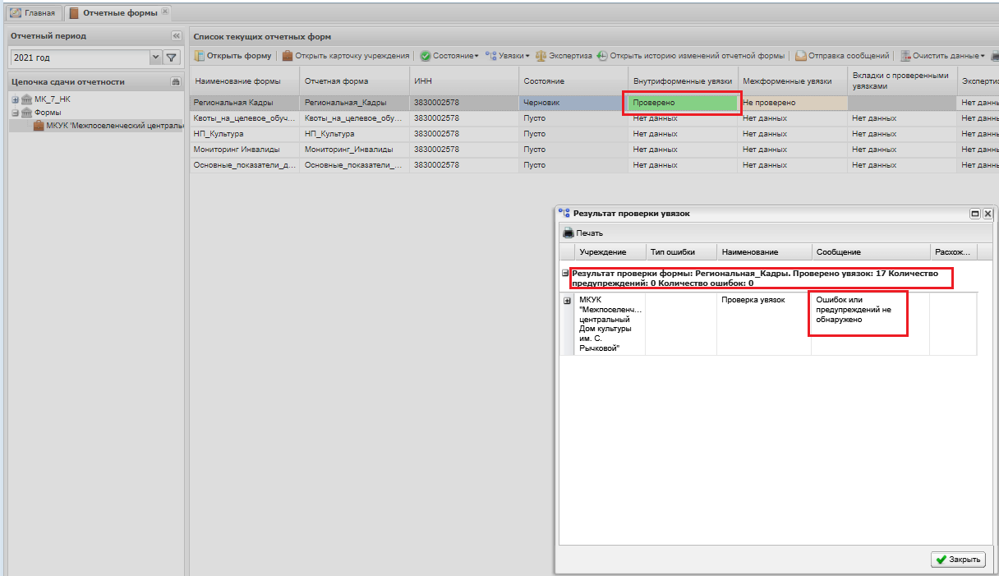 Главная
Отчетные формы
Отчетный период
Список текущих отчетных форм
2021 год
Открыть форму
Открыть карточку учреждения
Состояние
Увязки
Экспертиза
Открыть историю изменений отчетной формы
Отправка сообщений
Очистить данные
Цепочка сдачи отчетности
МК_7_НК
Формы
МКУК "Межпоселенческий централь
Наименование формы
Отчетная форма
ИНН
Состояние
Внутриформенные увязки
Межформенные увязки
Вкладки с проверенными
увязками
Экспертиз
Региональная Кадры
Региональная_Кадры
3830002578
Черновик
Проверено
Не проверено
Нет данн
Квоты_на_целевое_обуч...
Квоты_на_целевое_обу...
3830002578
Пусто
Нет данных
Нет данных
Нет данных
Нет данн
НП_Культура
НП_Культура
3830002578
Пусто
Нет данных
Нет данных
Нет данных
Нет данн
Мониторинг Инвалиды
Мониторинг_Инвалиды
3830002578
Пусто
Нет данных
Нет данных
Нет данных
Нет данн
Основные_показатели_д...
Основные_показатели_...
3830002578
Пусто
Нет данных
Нет данных
Нет данных
Нет данн
Результат проверки увязок
Печать
Учреждение
Тип ошибки
Наименование
Сообщение
Расхож...
Результат проверки формы: Региональная_Кадры. Проверено увязок: 17 Количество
предупреждений: 0 Количество ошибок: 0
МКУК
"Межпоселенч...
центральный
Дом культуры
им. С.
Рычковой"
Проверка увязок
Ошибок или
предупреждений не
обнаружено
Закрыть